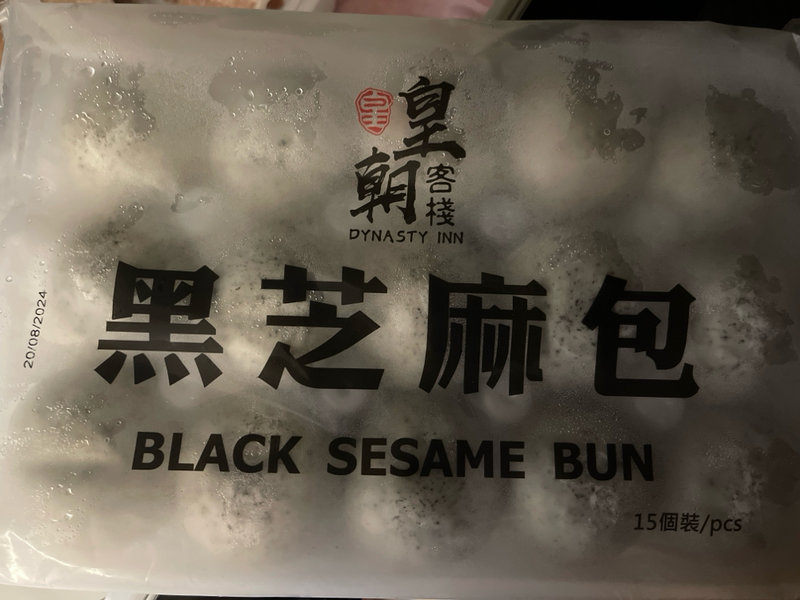 皇
皇朝
客棧
DYNASTY INN
20/08/2024
黑芝麻包
BLACK SESAME BUN
15個裝/pcs